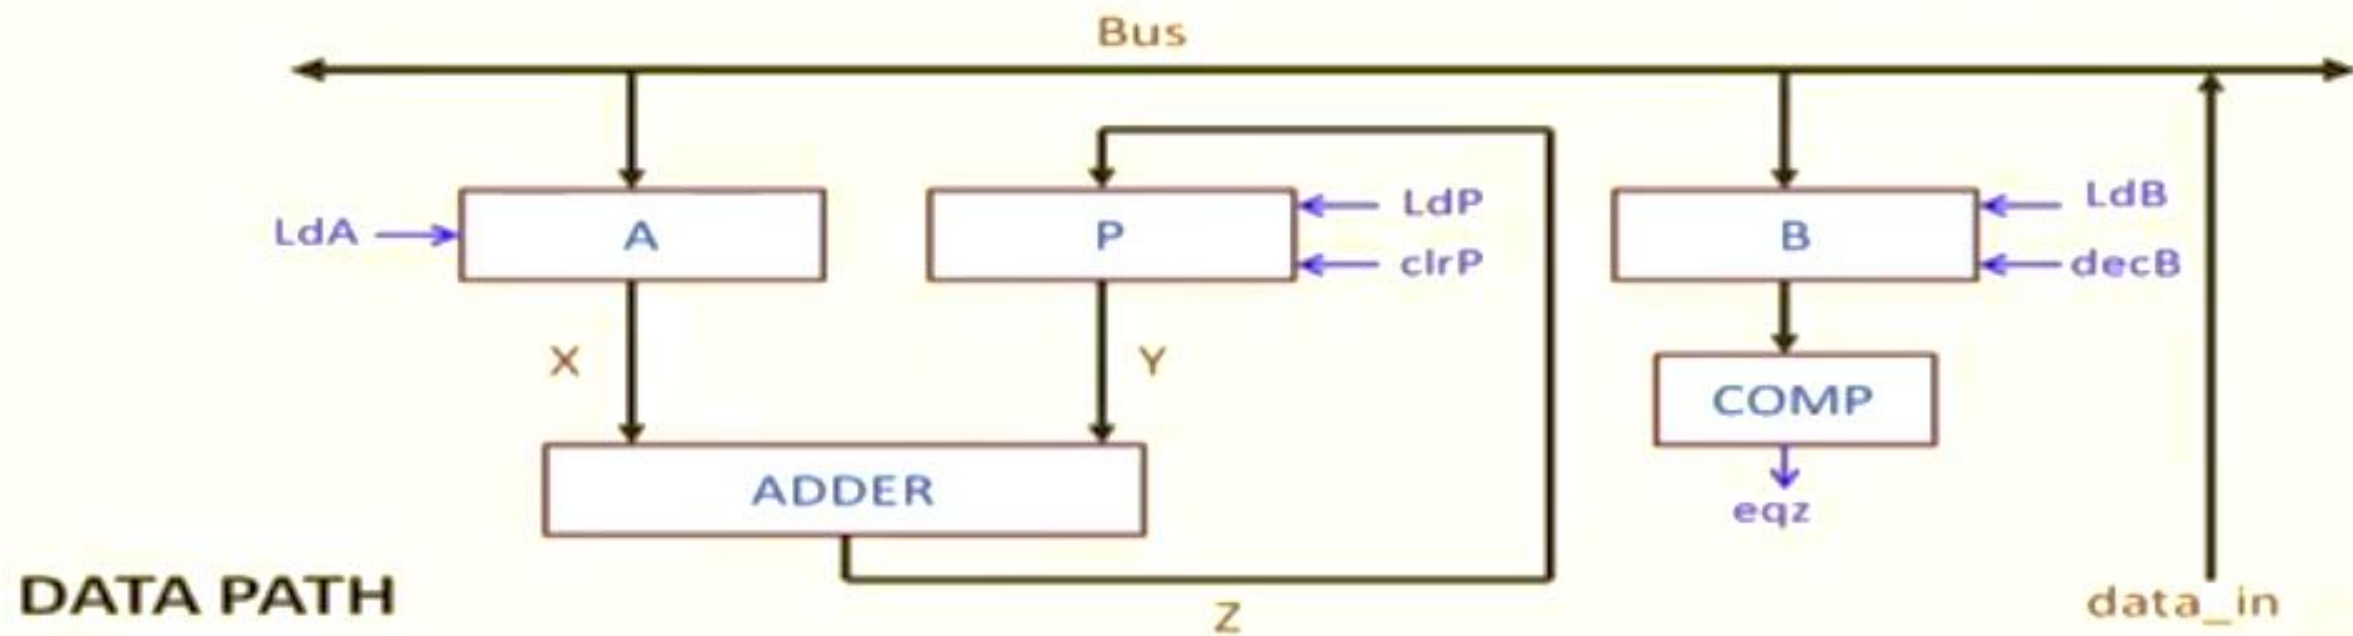 Bus
LdA
A
P
LdP
clrP
B
LdB
decB
X
Y
COMP
ADDER
eqz
DATA PATH
Z
data_in